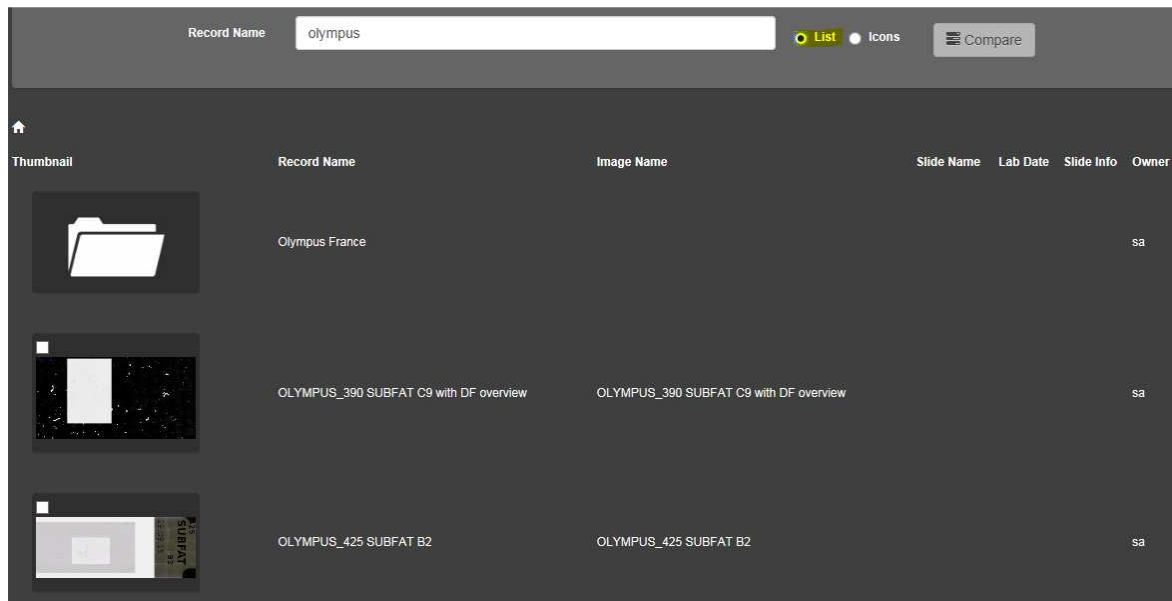 Record Name olympus List Icons Compare
Thumbnail Record Name Image Name Slide Name Lab Date Slide Info Owner
Olympus France sa
OLYMPUS_390 SUBFAT C9 with DF overview OLYMPUS_390 SUBFAT C9 with DF overview sa
SUBFAT
OLYMPUS_425 SUBFAT B2 OLYMPUS_425 SUBFAT B2 sa